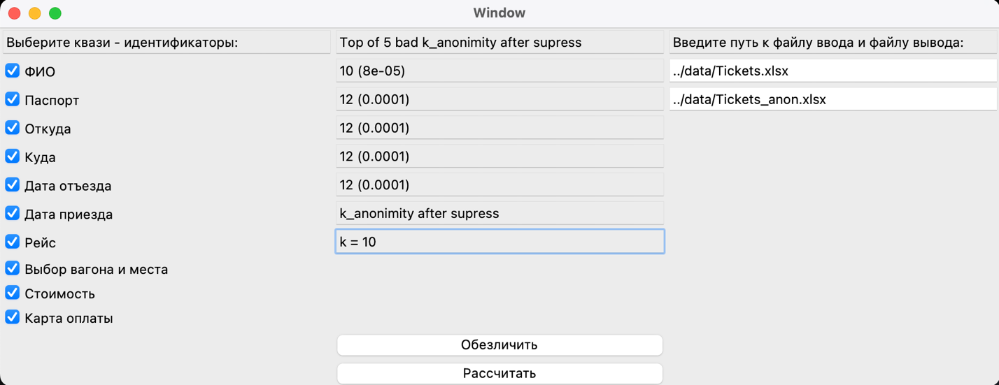 Window
Выберите квази - идентификаторы:
ФИО
Паспорт
Откуда
Куда
Дата отъезда
Дата приезда
Рейс
Выбор вагона и места
Стоимость
Карта оплаты
Top of 5 bad k_anonimity after supress
10 (8e-05)
12 (0.0001)
12 (0.0001)
12 (0.0001)
12 (0.0001)
k_anonimity after supress
k = 10
Обезличить
Рассчитать
Введите путь к файлу ввода и файлу вывода:
../data/Tickets.xlsx
../data/Tickets_anon.xlsx